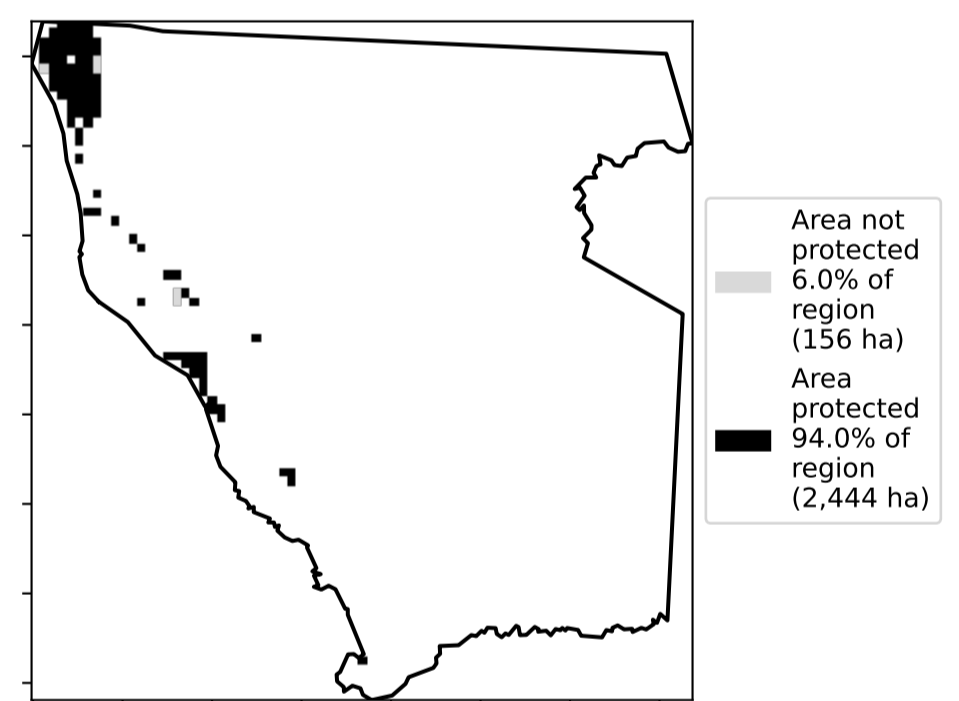 Area not
protected
6.0% of
region
(156 ha)
Area
protected
94.0% of
region
(2,444 ha)